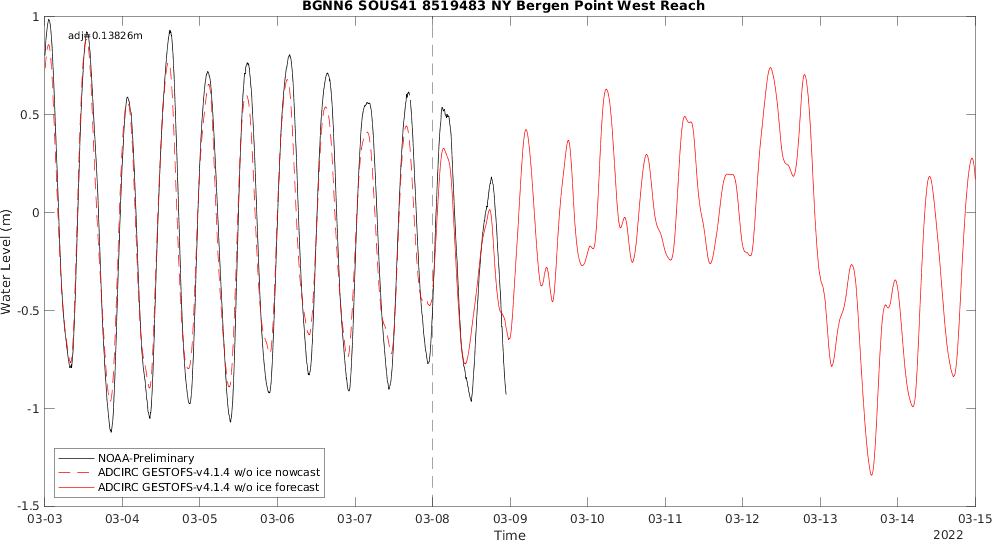 BGNN6 SOUS41 8519483 NY Bergen Point West Reach
adj=0.13826m
1
0.5
0
-0.5
-1
-1.5
Water Level (m)
NOAA-Preliminary
ADCIRC GESTOFS-v4.1.4 w/o ice nowcast
ADCIRC GESTOFS-v4.1.4 w/o ice forecast
03-03 03-04 03-05 03-06 03-07 03-08 03-09 03-10 03-11 03-12 03-13 03-14 03-15
Time
2022